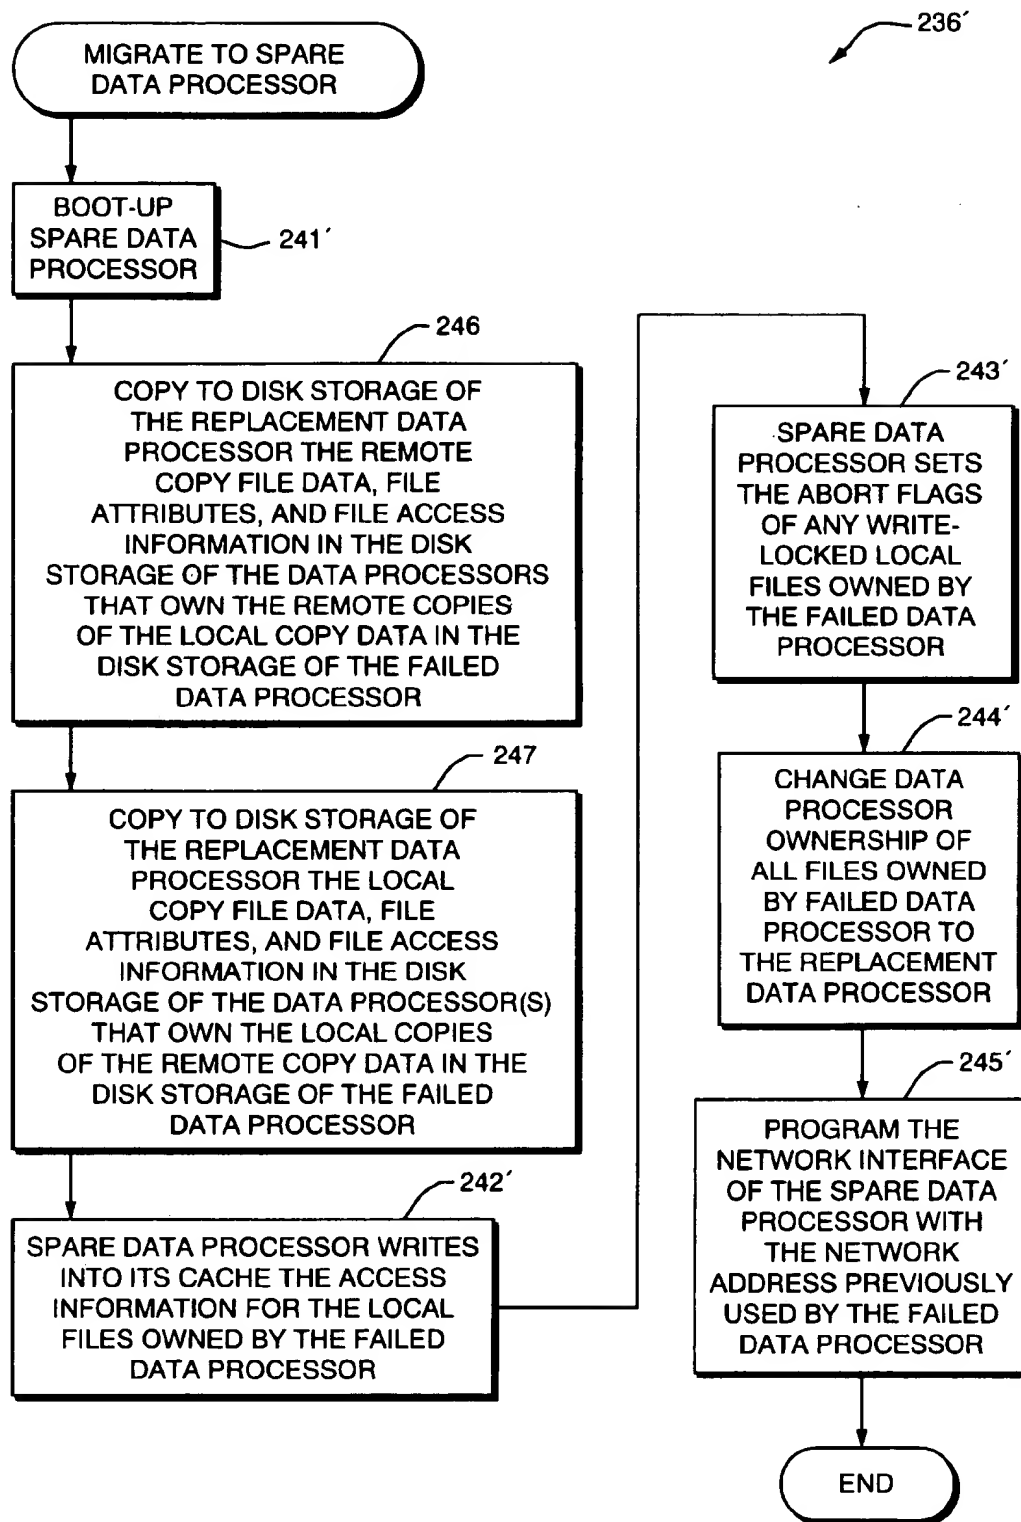 236´
MIGRATE TO SPARE
DATA PROCESSOR
BOOT-UP
SPARE DATA
PROCESSOR
241´
246
COPY TO DISK STORAGE OF
THE REPLACEMENT DATA
PROCESSOR THE REMOTE
COPY FILE DATA, FILE
ATTRIBUTES, AND FILE ACCESS
INFORMATION IN THE DISK
STORAGE OF THE DATA PROCESSORS
THAT OWN THE REMOTE COPIES
OF THE LOCAL COPY DATA IN THE
DISK STORAGE OF THE FAILED
DATA PROCESSOR
247
COPY TO DISK STORAGE OF
THE REPLACEMENT DATA
PROCESSOR THE LOCAL
COPY FILE DATA, FILE
ATTRIBUTES, AND FILE ACCESS
INFORMATION IN THE DISK
STORAGE OF THE DATA PROCESSOR(S)
THAT OWN THE LOCAL COPIES
OF THE REMOTE COPY DATA IN THE
DISK STORAGE OF THE FAILED
DATA PROCESSOR
242´
SPARE DATA PROCESSOR WRITES
INTO ITS CACHE THE ACCESS
INFORMATION FOR THE LOCAL
FILES OWNED BY THE FAILED
DATA PROCESSOR
243´
SPARE DATA
PROCESSOR SETS
THE ABORT FLAGS
OF ANY WRITE-
LOCKED LOCAL
FILES OWNED BY
THE FAILED DATA
PROCESSOR
244´
CHANGE DATA
PROCESSOR
OWNERSHIP OF
ALL FILES OWNED
BY FAILED DATA
PROCESSOR TO
THE REPLACEMENT
DATA PROCESSOR
245´
PROGRAM THE
NETWORK INTERFACE
OF THE SPARE DATA
PROCESSOR WITH
THE NETWORK
ADDRESS PREVIOUSLY
USED BY THE FAILED
DATA PROCESSOR
END